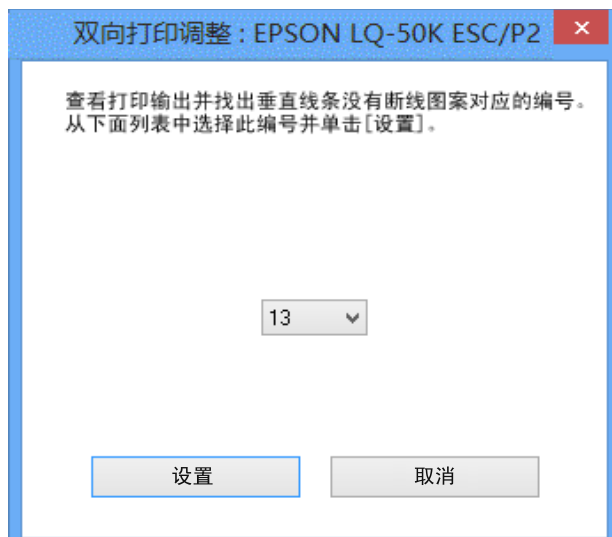 双向打印调整 : EPSON LQ-50K ESC/P2
查看打印输出并找出垂直线条没有断线图案对应的编号。
从下面列表中选择此编号并单击[设置]。
13
设置 取消